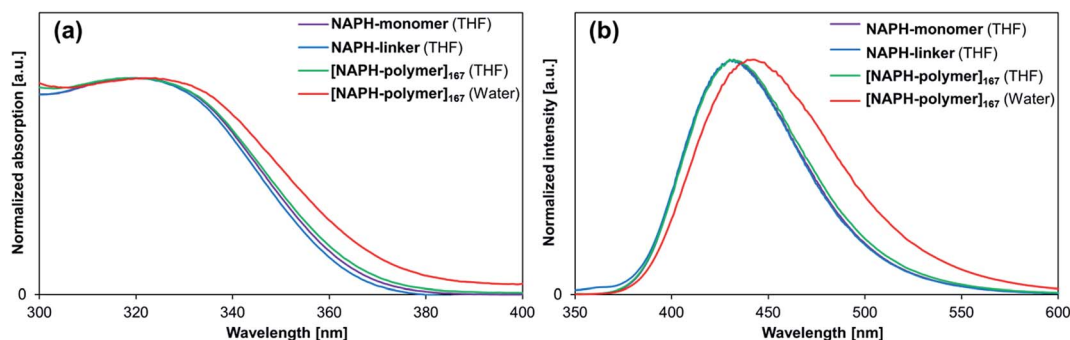 (a)
NAPH-monomer (THF)
NAPH-linker (THF)
[NAPH-polymer]₁₆₇ (THF)
[NAPH-polymer]₁₆₇ (Water)
Normalized absorption [a.u.]
0
300 320 340 360 380 400
Wavelength [nm]
(b)
NAPH-monomer (THF)
NAPH-linker (THF)
[NAPH-polymer]₁₆₇ (THF)
[NAPH-polymer]₁₆₇ (Water)
Normalized intensity [a.u.]
0
350 400 450 500 550 600
Wavelength [nm]